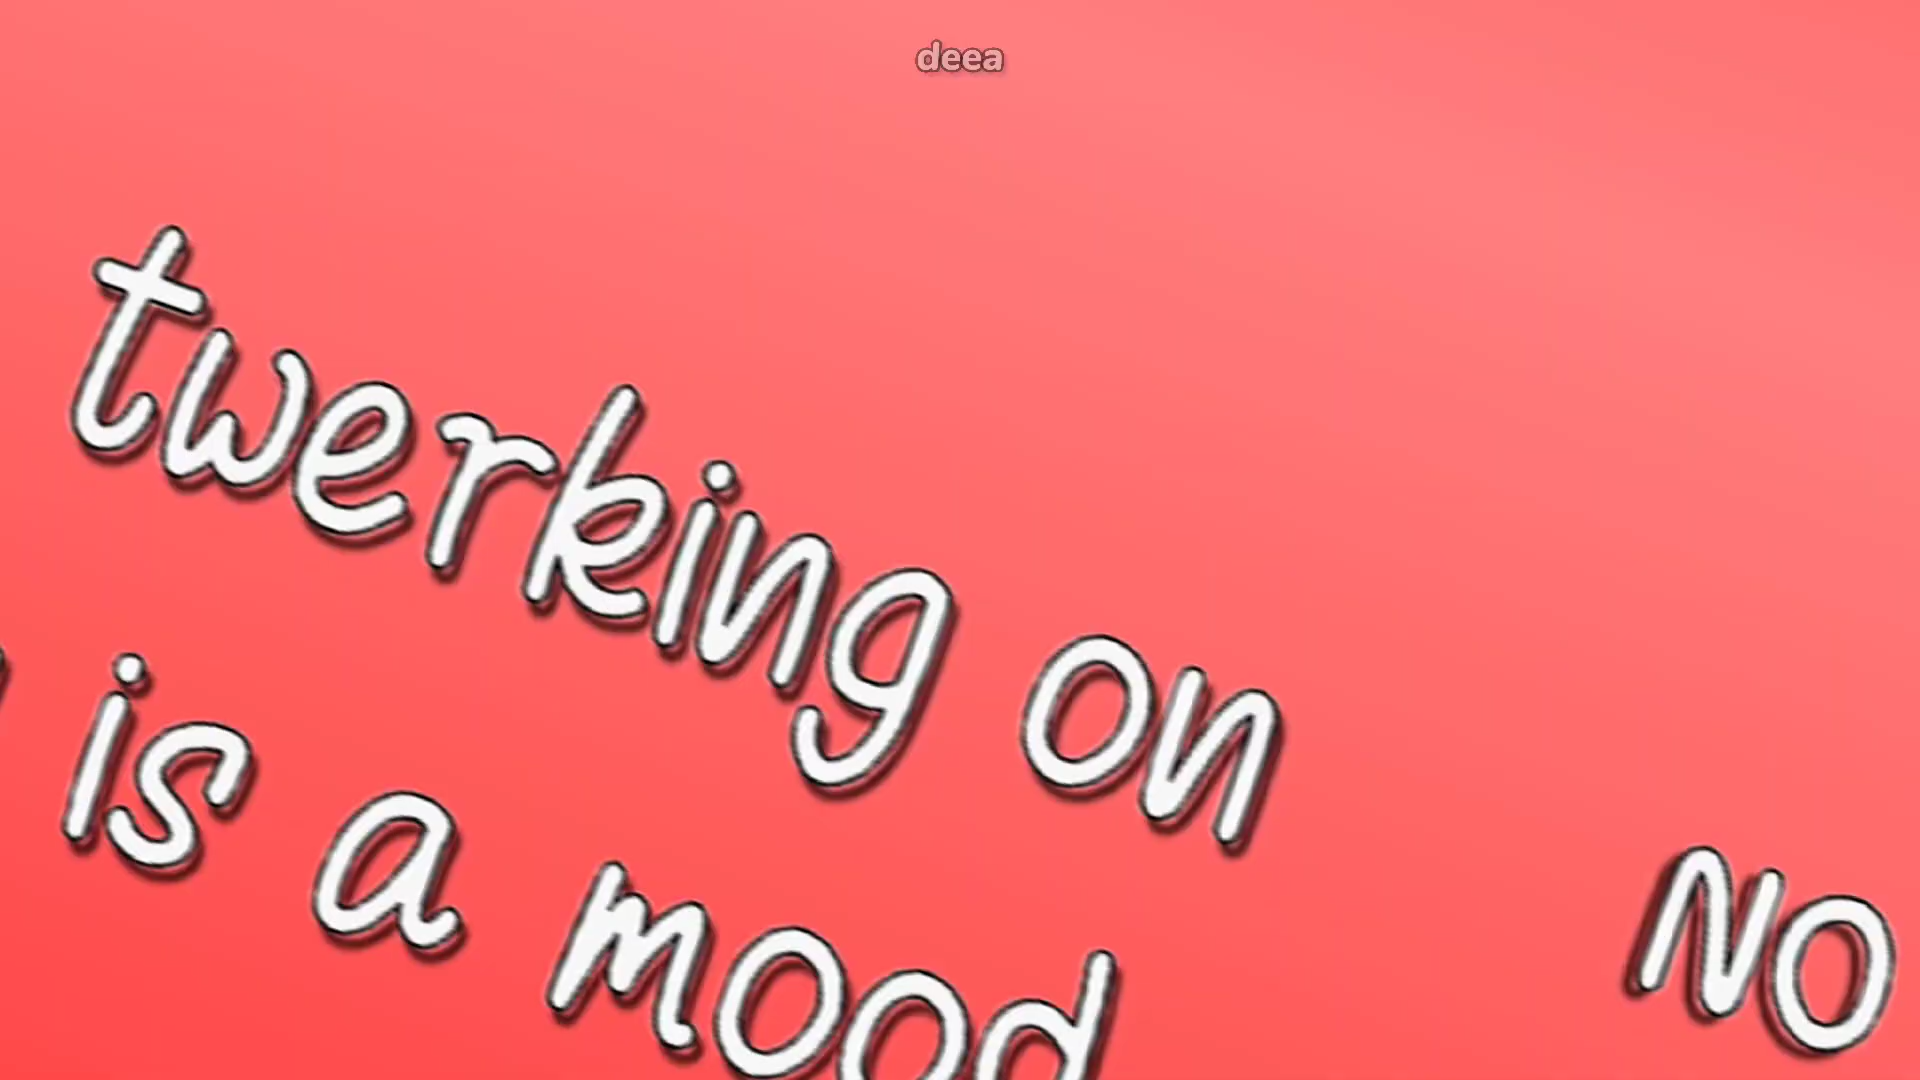 deea
twerking on
is a mood
NO